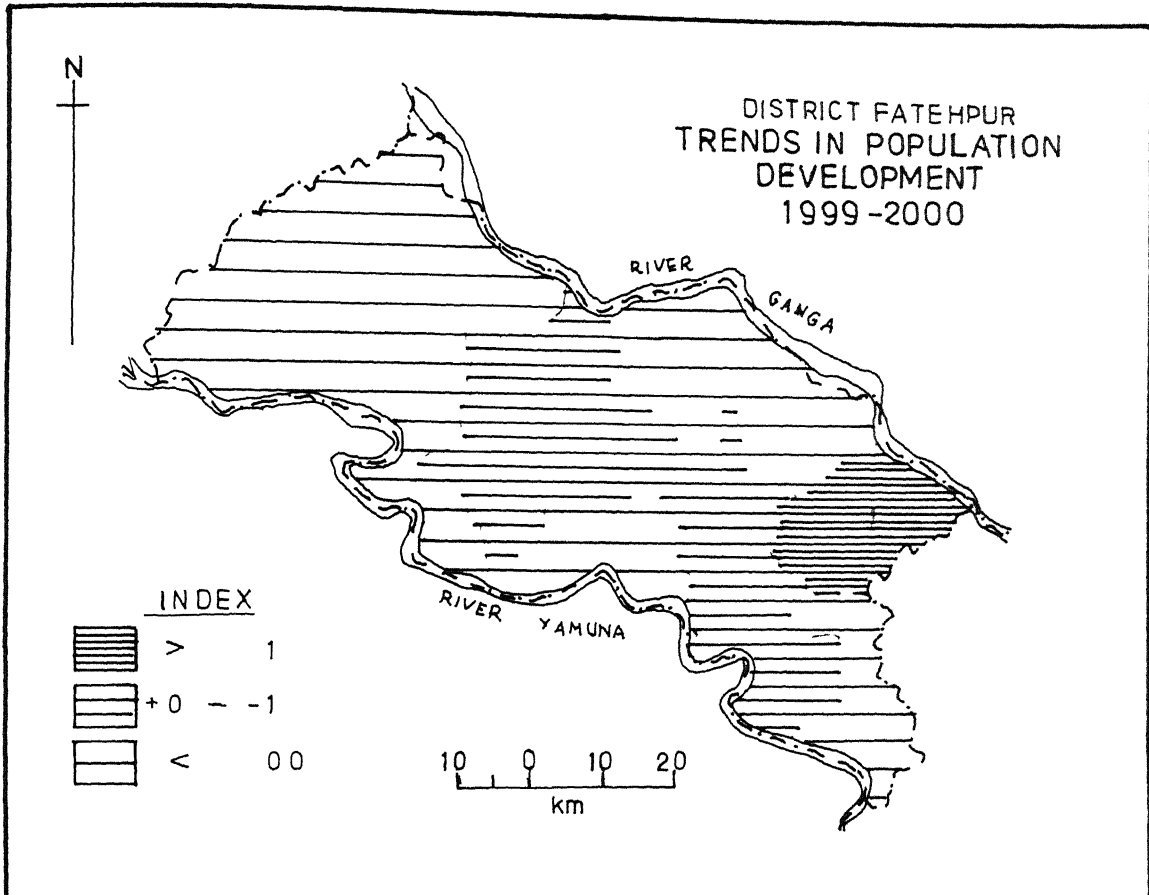 N
DISTRICT FATEHPUR
TRENDS IN POPULATION
DEVELOPMENT
1999-2000
RIVER
GANGA
RIVER
YAMUNA
INDEX
> 1
+0 - -1
< 00
10 0 10 20
km